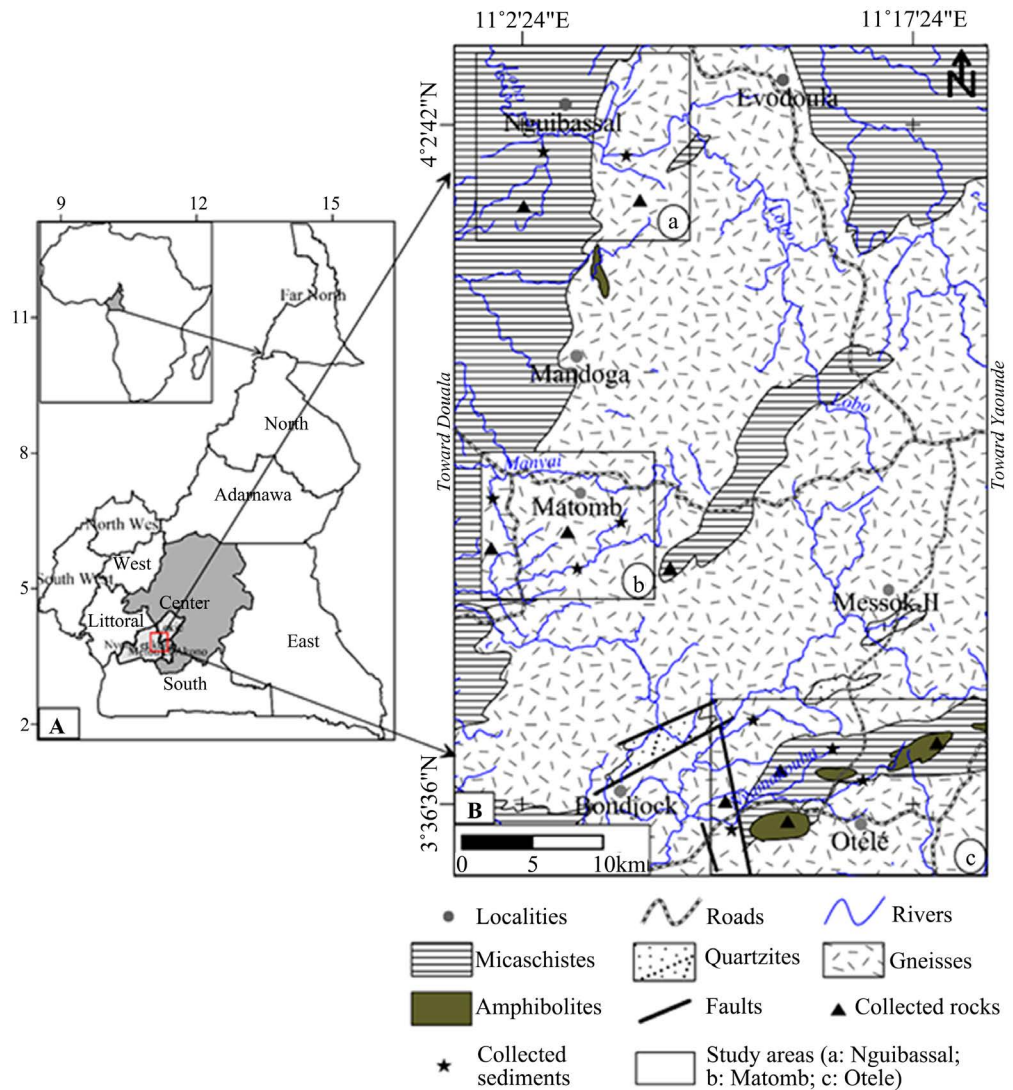 11°2'24"E
11°17'24"E
4°2'42"N
3°36'36"N
9
12
15
11
8
5
2
Far North
North
Adamawa
North West
West
South West
Littoral
Center
East
South
A
N
Lobo
Nguibassal
Evodoula
a
Lobo
Mandoga
Toward Douala
Toward Yaounde
Lobo
Manyai
Matomb
b
Messok-II
Bondjock
Otelé
B
c
0
5
10km
Localities
Roads
Rivers
Micaschistes
Quartzites
Gneisses
Amphibolites
Faults
Collected rocks
Collected
sediments
Study areas (a: Nguibassal;
b: Matomb; c: Otele)